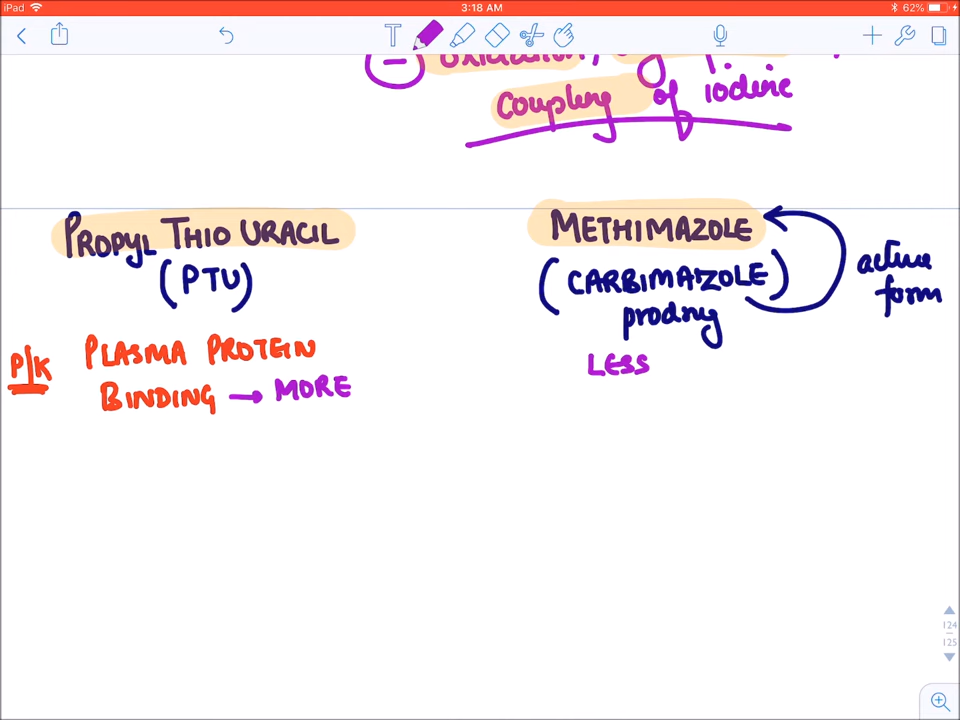 iPad 3:18 AM 62%
T
coupling of iodine
PROPYL THIO URACIL
(PTU)
METHIMAZOLE
(CARBIMAZOLE)
prodrug
active
form
P/K PLASMA PROTEIN
BINDING → MORE
LESS
124
125